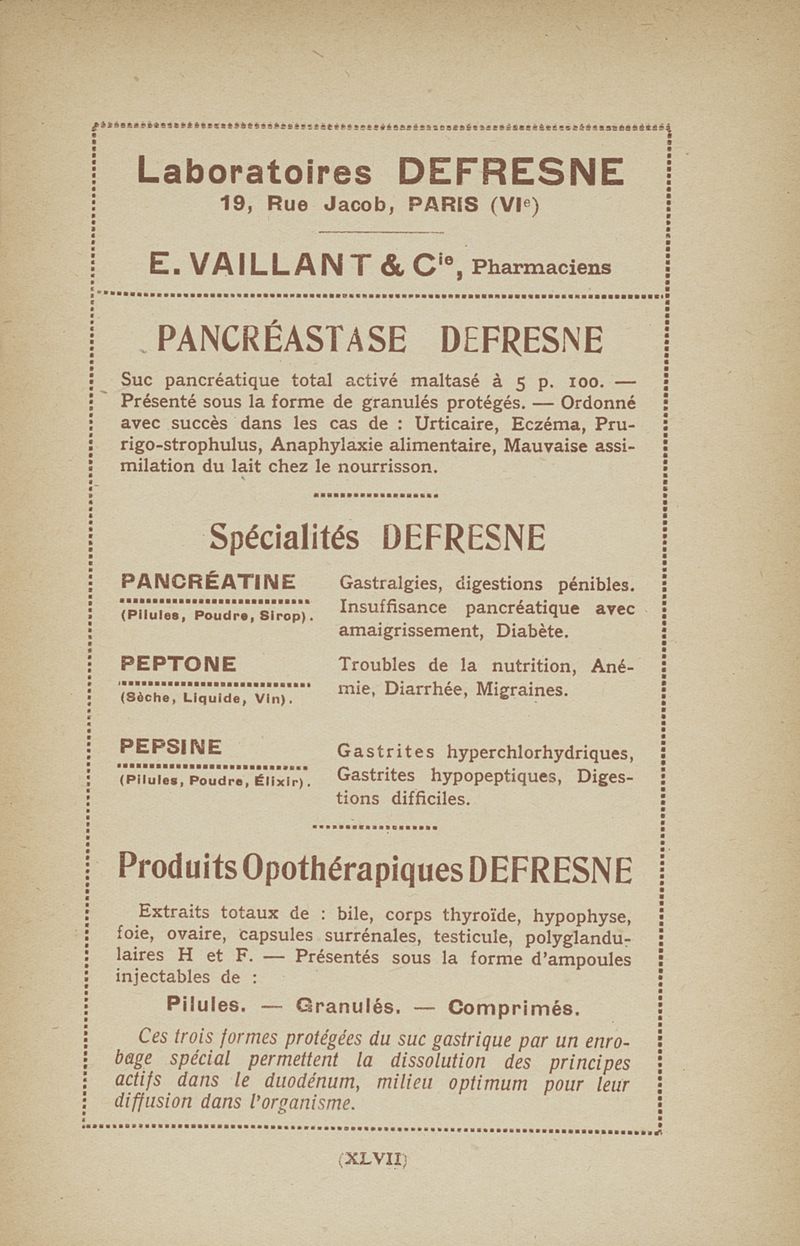 Laboratoires DEFRESNE
19, Rue Jacob, PARIS (VIe)
E. VAILLANT & Cie, Pharmaciens
PANCRÉASTASE DEFRESNE
Suc pancréatique total activé maltasé à 5 p. 100. —
Présenté sous la forme de granulés protégés. — Ordonné
avec succès dans les cas de : Urticaire, Eczéma, Pru-
rigo-strophulus, Anaphylaxie alimentaire, Mauvaise assi-
milation du lait chez le nourrisson.
Spécialités DEFRESNE
PANCRÉATINE
(Pilules, Poudre, Sirop).
Gastralgies, digestions pénibles.
Insuffisance pancréatique avec
amaigrissement, Diabète.
PEPTONE
(Sèche, Liquide, Vin).
Troubles de la nutrition, Ané-
mie, Diarrhée, Migraines.
PEPSINE
(Pilules, Poudre, Élixir).
Gastrites hyperchlorhydriques,
Gastrites hypopeptiques, Diges-
tions difficiles.
Produits Opothérapiques DEFRESNE
Extraits totaux de : bile, corps thyroïde, hypophyse,
foie, ovaire, capsules surrénales, testicule, polyglandu-
laires H et F. — Présentés sous la forme d'ampoules
injectables de :
Pilules. — Granulés. — Comprimés.
Ces trois formes protégées du suc gastrique par un enro-
bage spécial permettent la dissolution des principes
actifs dans le duodénum, milieu optimum pour leur
diffusion dans l'organisme.
(XLVII)